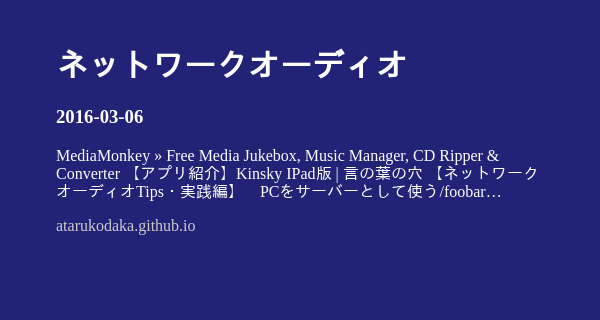 ネットワークオーディオ
2016-03-06
MediaMonkey » Free Media Jukebox, Music Manager, CD Ripper &
Converter 【アプリ紹介】Kinsky IPad版 | 言の葉の穴 【ネットワーク
オーディオTips・実践編】　PCをサーバーとして使う/foobar…
atarukodaka.github.io